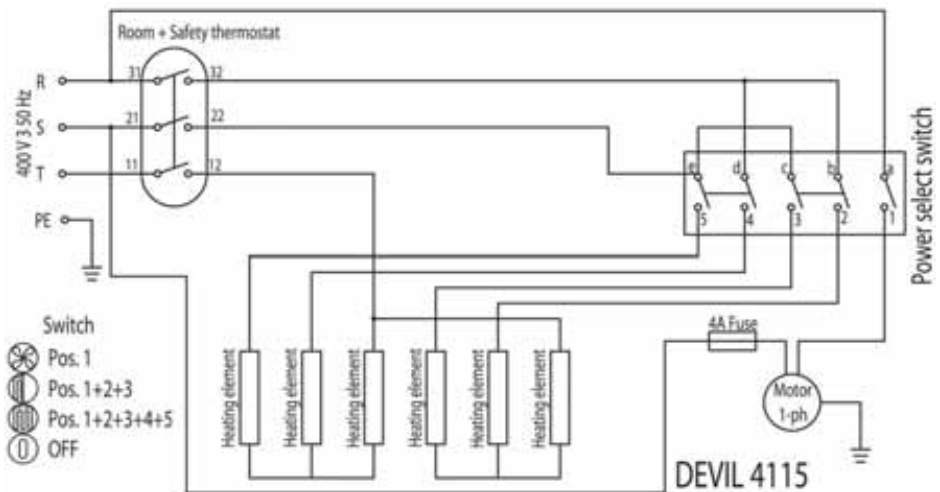 Room + Safety thermostat
400 V 3 50 Hz
R
31
32
S
21
22
T
11
12
PE
e
d
c
b
a
5
4
3
2
1
Power select switch
Switch
Pos. 1
Pos. 1+2+3
Pos. 1+2+3+4+5
OFF
Heating element
Heating element
Heating element
Heating element
Heating element
Heating element
4A Fuse
Motor
1-ph
DEVIL 4115